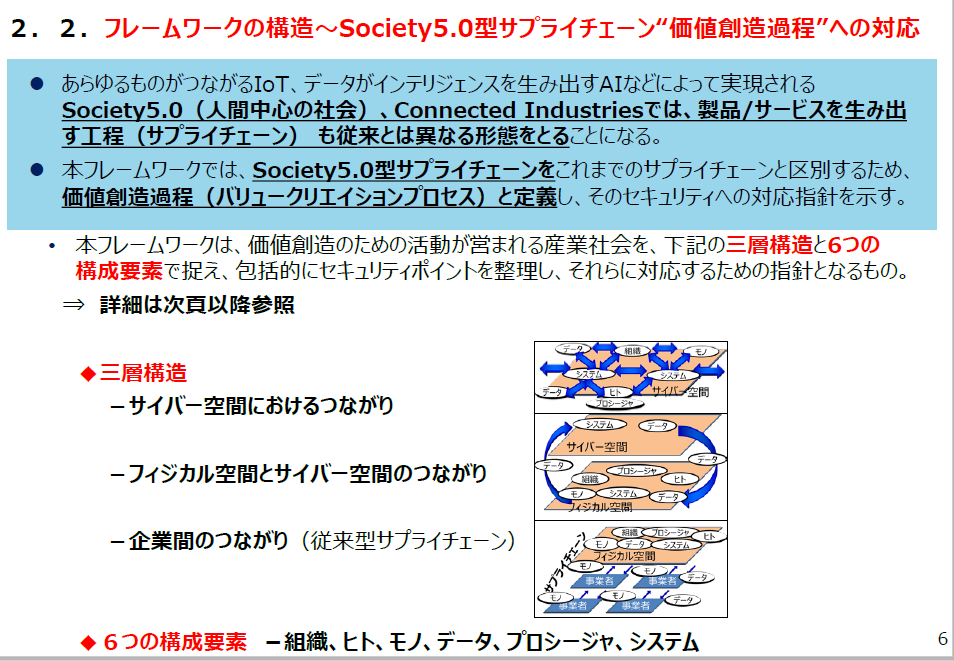 ２．２．フレームワークの構造～Society5.0型サプライチェーン“価値創造過程”への対応
● あらゆるものがつながるIoT、データがインテリジェンスを生み出すAIなどによって実現される
Society5.0（人間中心の社会）、Connected Industriesでは、製品/サービスを生み出
す工程（サプライチェーン）も従来とは異なる形態をとることになる。
● 本フレームワークでは、Society5.0型サプライチェーンをこれまでのサプライチェーンと区別するため、
価値創造過程（バリュークリエイションプロセス）と定義し、そのセキュリティへの対応指針を示す。
• 本フレームワークは、価値創造のための活動が営まれる産業社会を、下記の三層構造と6つの
構成要素で捉え、包括的にセキュリティポイントを整理し、それらに対応するための指針となるもの。
⇒ 詳細は次頁以降参照
◆三層構造
－サイバー空間におけるつながり
データ 組織 モノ
システム システム
データ ヒト サイバー空間
プロシージャ
－フィジカル空間とサイバー空間のつながり
システム データ
サイバー空間
データ データ
プロシージャ
組織 ヒト
モノ システム データ
フィジカル空間
－企業間のつながり（従来型サプライチェーン）
組織 プロシージャ ヒト
モノ データ システム
フィジカル空間
サプライチェーン
モノ モノ データ
事業者 事業者
モノ モノ データ
事業者 事業者
◆６つの構成要素 －組織、ヒト、モノ、データ、プロシージャ、システム
6